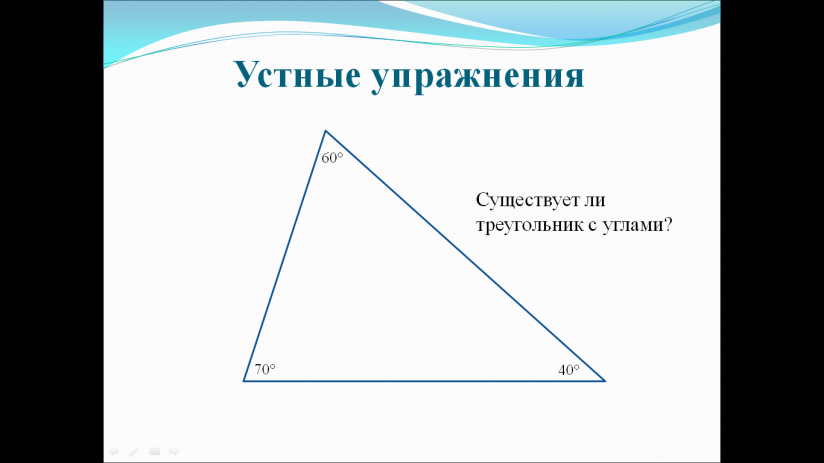 Устные упражнения
60°
Существует ли
треугольник с углами?
70°
40°